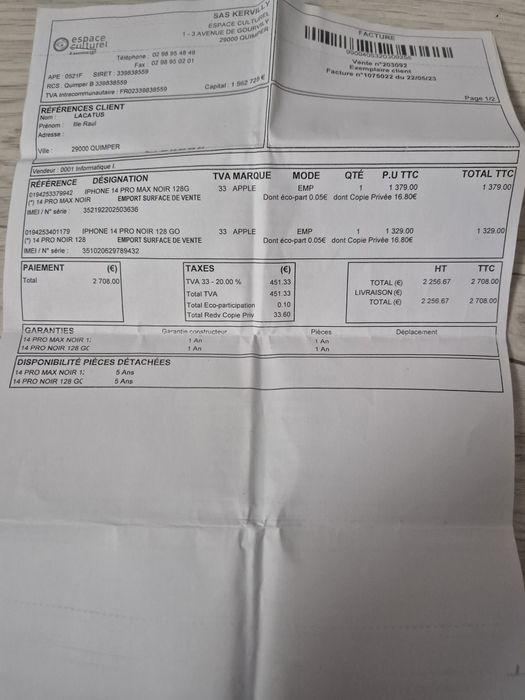 espace
culturel
SAS KERVILLY
ESPACE CULTUREL
1 - 3 AVENUE DE GOURVILY
29000 QUIMPER
Téléphone : 02 98 95 48 48
Fax : 02 98 95 02 01
APE : 0521F SIRET : 339838559
RCS : Quimper B 339838559
TVA Intracommunautaire : FR02339838559
Capital : 1 562 720 €
FACTURE
Vente n°203092
Exemplaire client
Facture n°1075022 du 22/05/23
Page 1/2
RÉFÉRENCES CLIENT
Nom : LACATUS
Prénom : Ilie Raul
Adresse :
Ville : 29000 QUIMPER
Vendeur : 0001 Informatique I.
RÉFÉRENCE DÉSIGNATION TVA MARQUE MODE QTÉ P.U TTC TOTAL TTC
0194253379942 IPHONE 14 PRO MAX NOIR 128G 33 APPLE EMP 1 1 379.00 1 379.00
(*) 14 PRO MAX NOIR EMPORT SURFACE DE VENTE Dont éco-part 0.05€ dont Copie Privée 16.80€
IMEI / N° série : 352192202503636
0194253401179 IPHONE 14 PRO NOIR 128 GO 33 APPLE EMP 1 1 329.00 1 329.00
(*) 14 PRO NOIR 128 EMPORT SURFACE DE VENTE Dont éco-part 0.05€ dont Copie Privée 16.80€
IMEI / N° série : 351020629789432
PAIEMENT (€)
Total 2 708.00
TAXES (€)
TVA 33 - 20.00 % 451.33
Total TVA 451.33
Total Eco-participation 0.10
Total Redv Copie Priv 33.60
HT TTC
TOTAL (€) 2 256.67 2 708.00
LIVRAISON (€)
TOTAL (€) 2 256.67 2 708.00
GARANTIES Garantie constructeur Pièces Déplacement
14 PRO MAX NOIR 1: 1 An 1 An
14 PRO NOIR 128 GC 1 An 1 An
DISPONIBILITÉ PIÈCES DÉTACHÉES
14 PRO MAX NOIR 1: 5 Ans
14 PRO NOIR 128 GC 5 Ans